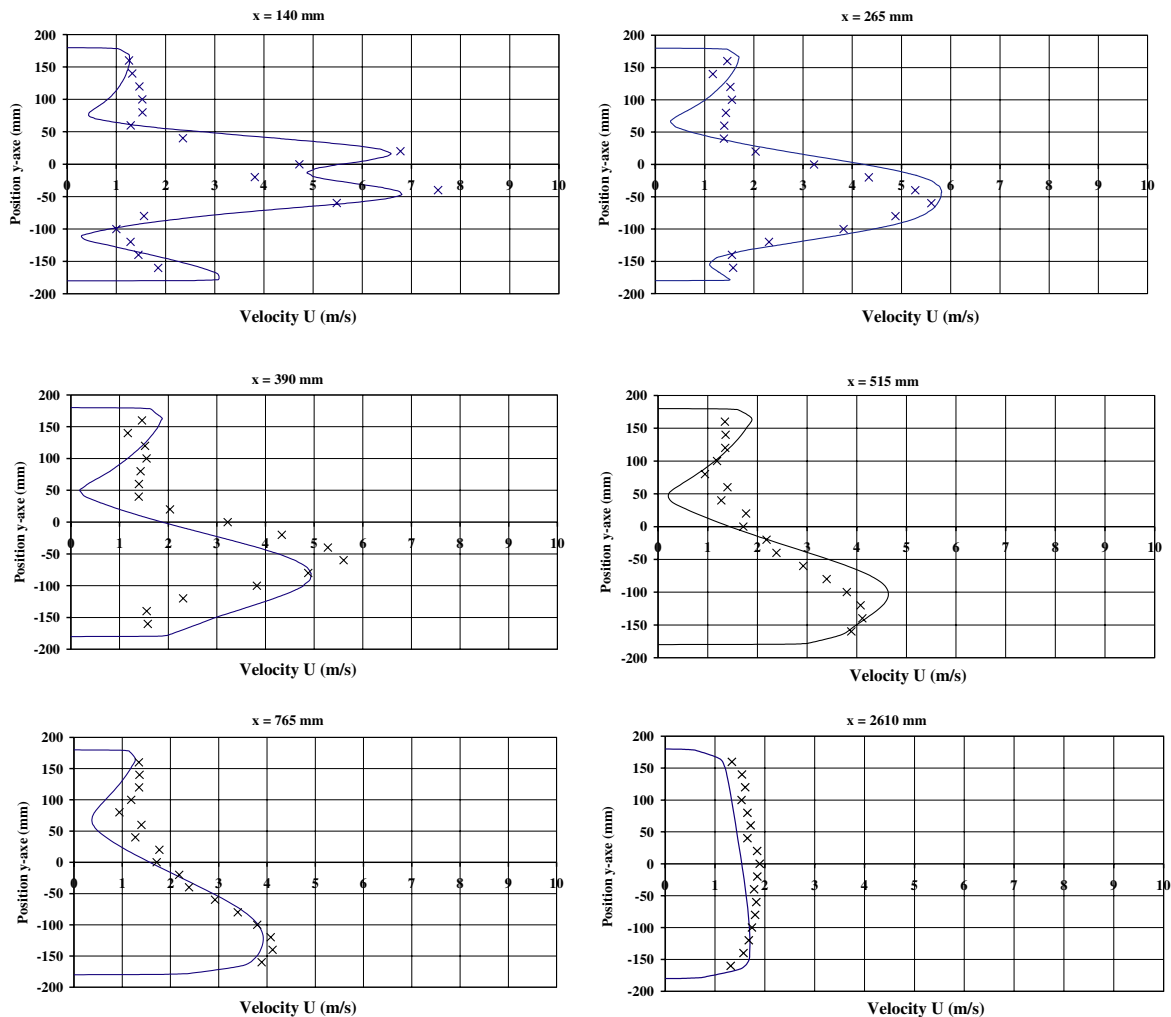 x = 140 mm
200
150
100
50
0
-50
-100
-150
-200
0 1 2 3 4 5 6 7 8 9 10
Position y-axe (mm)
Velocity U (m/s)
x = 265 mm
200
150
100
50
0
-50
-100
-150
-200
0 1 2 3 4 5 6 7 8 9 10
Position y-axe (mm)
Velocity U (m/s)
x = 390 mm
200
150
100
50
0
-50
-100
-150
-200
0 1 2 3 4 5 6 7 8 9 10
Position y-axe (mm)
Velocity U (m/s)
x = 515 mm
200
150
100
50
0
-50
-100
-150
-200
0 1 2 3 4 5 6 7 8 9 10
Position y-axe (mm)
Velocity U (m/s)
x = 765 mm
200
150
100
50
0
-50
-100
-150
-200
0 1 2 3 4 5 6 7 8 9 10
Position y-axe (mm)
Velocity U (m/s)
x = 2610 mm
200
150
100
50
0
-50
-100
-150
-200
0 1 2 3 4 5 6 7 8 9 10
Position y-axe (mm)
Velocity U (m/s)